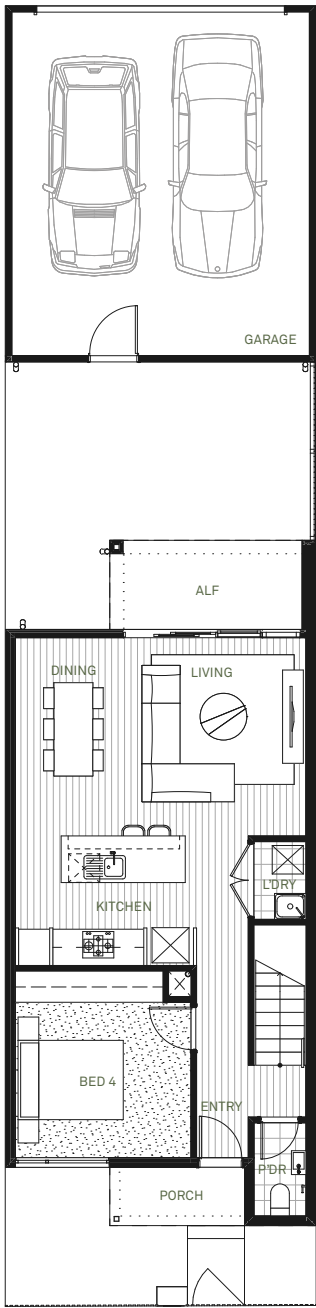 GARAGE
ALF
DINING
LIVING
L'DRY
KITCHEN
BED 4
ENTRY
P'DR
PORCH